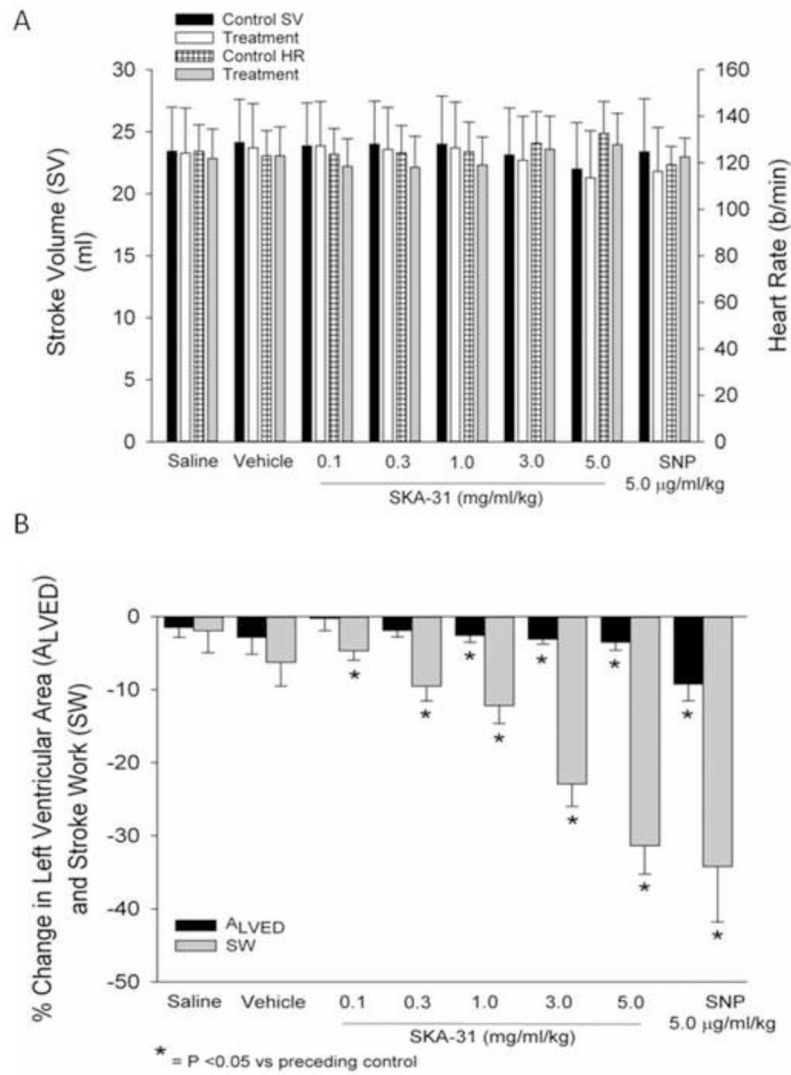 A
Control SV
Treatment
Control HR
Treatment
Stroke Volume (SV)
(ml)
30
25
20
15
10
5
0
160
140
120
100
80
60
40
20
0
Heart Rate (b/min)
Saline Vehicle 0.1 0.3 1.0 3.0 5.0 SNP
5.0 μg/ml/kg
SKA-31 (mg/ml/kg)
B
% Change in Left Ventricular Area (ALVED)
and Stroke Work (SW)
0
-10
-20
-30
-40
-50
* * * * * * * * * *
ALVED
SW
Saline Vehicle 0.1 0.3 1.0 3.0 5.0 SNP
5.0 μg/ml/kg
SKA-31 (mg/ml/kg)
* = P <0.05 vs preceding control